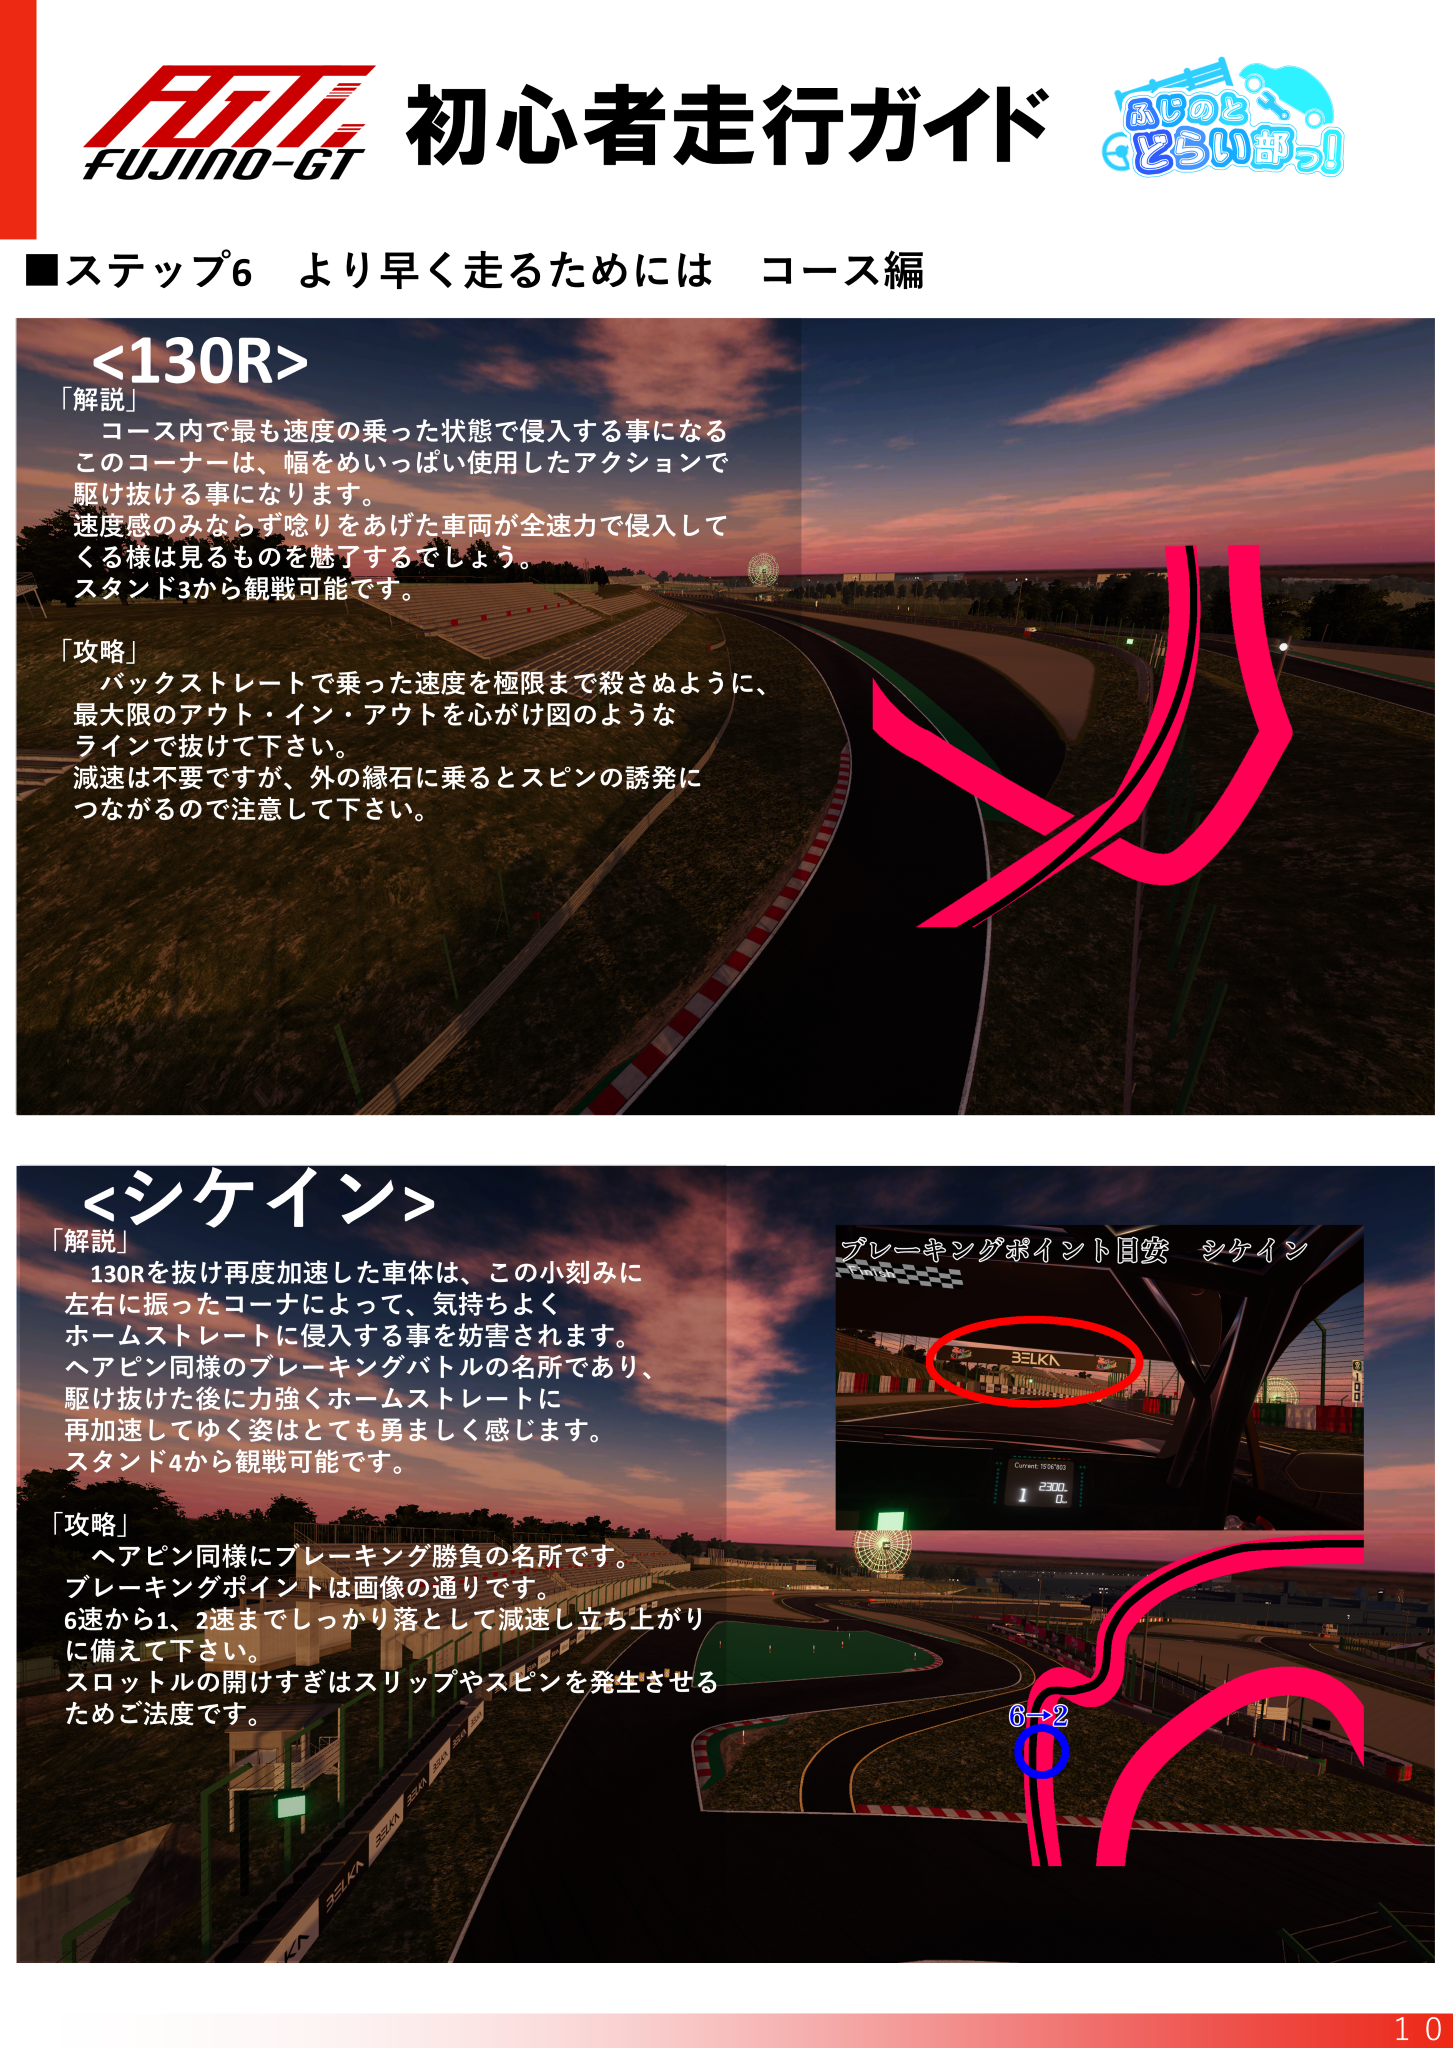 FUJINO-GT
初心者走行ガイド
ふじのと
どらい部っ!
■ステップ6　より早く走るためには　コース編
<130R>
「解説」
コース内で最も速度の乗った状態で侵入する事になる
このコーナーは、幅をめいっぱい使用したアクションで
駆け抜ける事になります。
速度感のみならず唸りをあげた車両が全速力で侵入して
くる様は見るものを魅了するでしょう。
スタンド3から観戦可能です。
「攻略」
バックストレートで乗った速度を極限まで殺さぬように、
最大限のアウト・イン・アウトを心がけ図のような
ラインで抜けて下さい。
減速は不要ですが、外の縁石に乗るとスピンの誘発に
つながるので注意して下さい。
<シケイン>
「解説」
130Rを抜け再度加速した車体は、この小刻みに
左右に振ったコーナによって、気持ちよく
ホームストレートに侵入する事を妨害されます。
ヘアピン同様のブレーキングバトルの名所であり、
駆け抜けた後に力強くホームストレートに
再加速してゆく姿はとても勇ましく感じます。
スタンド4から観戦可能です。
「攻略」
ヘアピン同様にブレーキング勝負の名所です。
ブレーキングポイントは画像の通りです。
6速から1、2速までしっかり落として減速し立ち上がり
に備えて下さい。
スロットルの開けすぎはスリップやスピンを発生させる
ためご法度です。
ブレーキングポイント目安　シケイン
Finish
BELKA
100
Current: 15'06"803
2300
1
0
6→2
BELKA
BELKA
BELKA
BELKA
KA
10